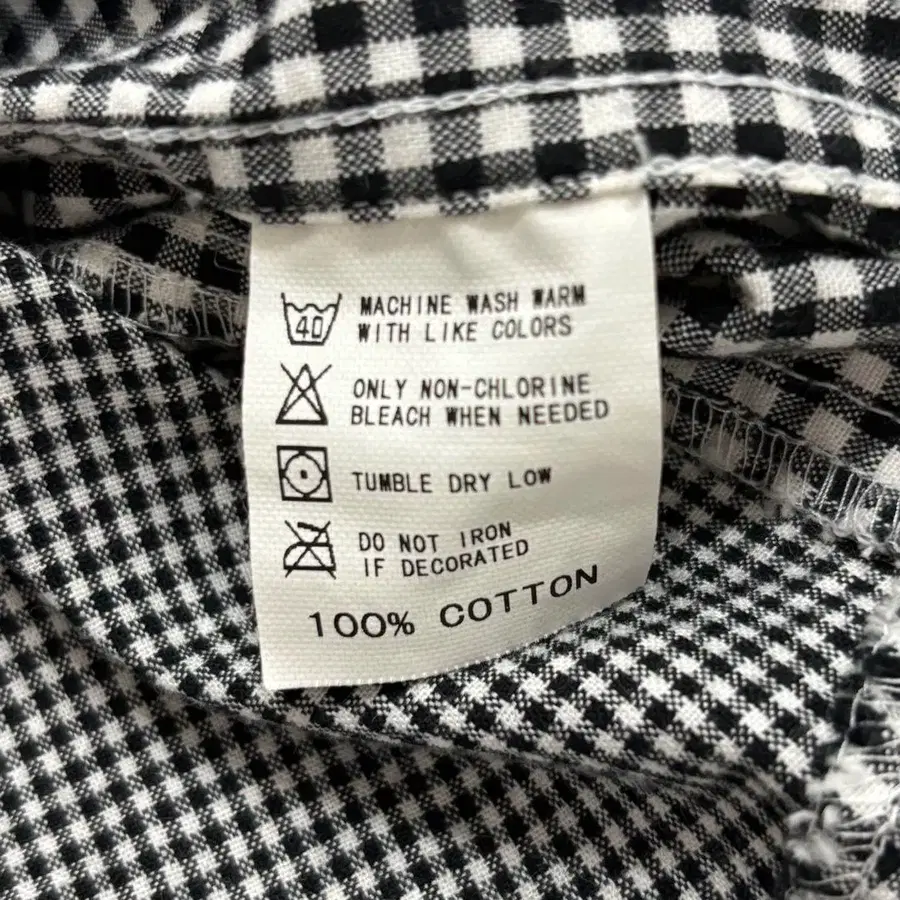 40 MACHINE WASH WARM
WITH LIKE COLORS
ONLY NON-CHLORINE
BLEACH WHEN NEEDED
TUMBLE DRY LOW
DO NOT IRON
IF DECORATED
100% COTTON